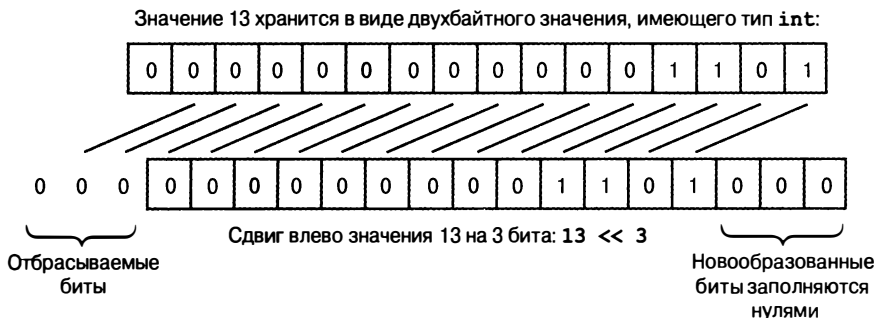 Значение 13 хранится в виде двухбайтного значения, имеющего тип int:
0 0 0 0 0 0 0 0 0 0 0 0 1 1 0 1
0 0 0 0 0 0 0 0 0 0 0 0 1 1 0 1 0 0 0
Сдвиг влево значения 13 на 3 бита: 13 << 3
Отбрасываемые
биты
Новообразованные
биты заполняются
нулями